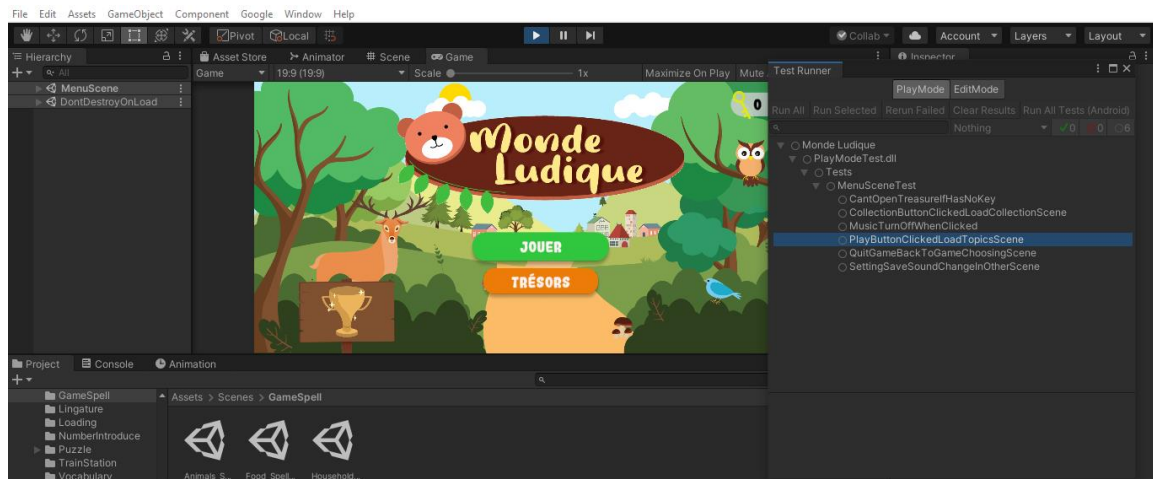 File Edit Assets GameObject Component Google Window Help
Pivot Local Collab Account Layers Layout
Hierarchy Asset Store Animator Scene Game Inspector
All Game 19:9 (19:9) Scale 1x Maximize On Play Mute
MenuScene
DontDestroyOnLoad
0
Monde
Ludique
JOUER
TRÉSORS
Test Runner
PlayMode EditMode
Run All Run Selected Rerun Failed Clear Results Run All Tests (Android)
Nothing 0 0 6
Monde Ludique
PlayModeTest.dll
Tests
MenuSceneTest
CantOpenTreasureIfHasNoKey
CollectionButtonClickedLoadCollectionScene
MusicTurnOffWhenClicked
PlayButtonClickedLoadTopicsScene
QuitGameBackToGameChoosingScene
SettingSaveSoundChangeInOtherScene
Project Console Animation
GameSpell
Lingature
Loading
NumberIntroduce
Puzzle
TrainStation
Vocabulary
Assets > Scenes > GameSpell
Animals_S... Food_Spell... Household...